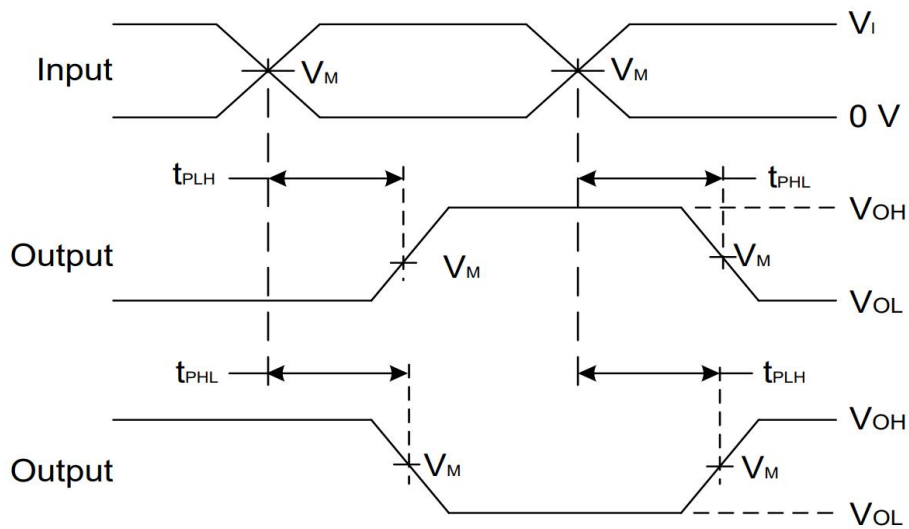 VI
Input VM VM
0 V
tPLH tPHL
VOH
Output VM VM
VOL
tPHL tPLH
VOH
Output VM VM
VOL